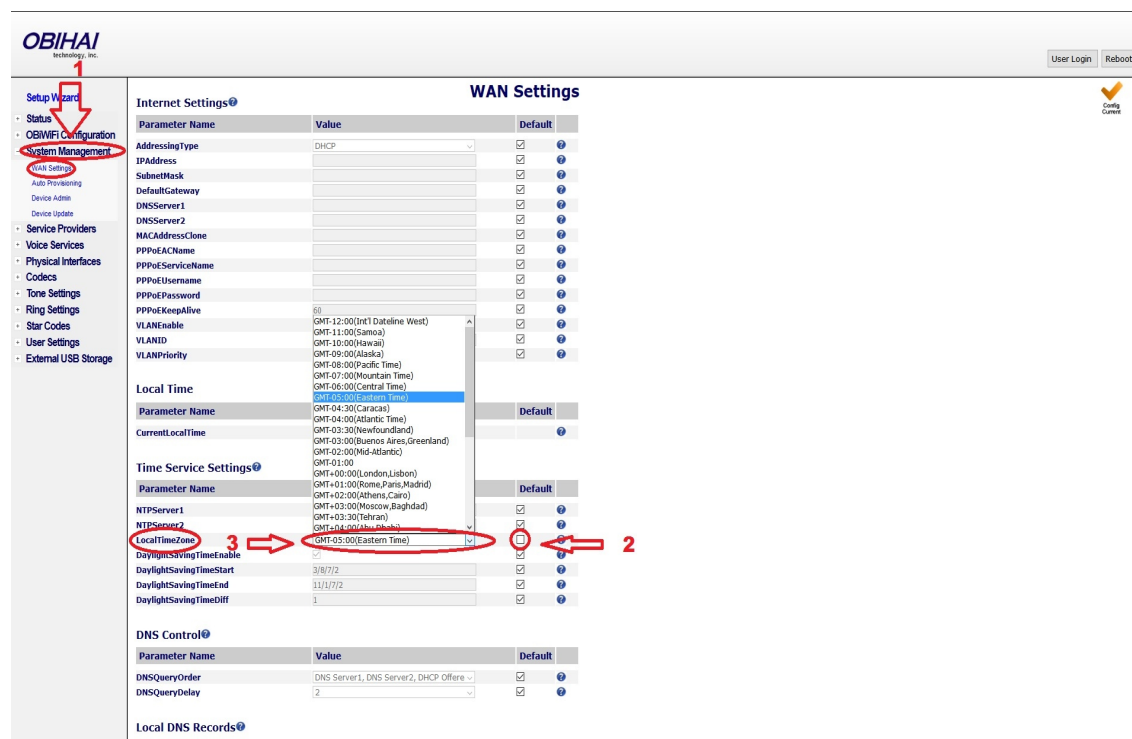 OBIHAI
technology, inc.
1
User Login Reboot
Setup Wizard
Status
OBiWiFi Configuration
System Management
WAN Settings
Auto Provisioning
Device Admin
Device Update
Service Providers
Voice Services
Physical Interfaces
Codecs
Tone Settings
Ring Settings
Star Codes
User Settings
External USB Storage
WAN Settings
Config
Current
Internet Settings
Parameter Name Value Default
AddressingType DHCP
IPAddress
SubnetMask
DefaultGateway
DNSServer1
DNSServer2
MACAddressClone
PPPoEACName
PPPoEServiceName
PPPoEUsername
PPPoEPassword
PPPoEKeepAlive 60
VLANEnable
VLANID
VLANPriority
GMT-12:00(Int'l Dateline West)
GMT-11:00(Samoa)
GMT-10:00(Hawaii)
GMT-09:00(Alaska)
GMT-08:00(Pacific Time)
GMT-07:00(Mountain Time)
GMT-06:00(Central Time)
GMT-05:00(Eastern Time)
GMT-04:30(Caracas)
GMT-04:00(Atlantic Time)
GMT-03:30(Newfoundland)
GMT-03:00(Buenos Aires,Greenland)
GMT-02:00(Mid-Atlantic)
GMT-01:00
GMT+00:00(London,Lisbon)
GMT+01:00(Rome,Paris,Madrid)
GMT+02:00(Athens,Cairo)
GMT+03:00(Moscow,Baghdad)
GMT+03:30(Tehran)
GMT+04:00(Abu Dhabi)
Local Time
Parameter Name Default
CurrentLocalTime
Time Service Settings
Parameter Name Default
NTPServer1
NTPServer2
LocalTimeZone 3 GMT-05:00(Eastern Time) 2
DaylightSavingTimeEnable
DaylightSavingTimeStart 3/8/7/2
DaylightSavingTimeEnd 11/1/7/2
DaylightSavingTimeDiff 1
DNS Control
Parameter Name Value Default
DNSQueryOrder DNS Server1, DNS Server2, DHCP Offere
DNSQueryDelay 2
Local DNS Records